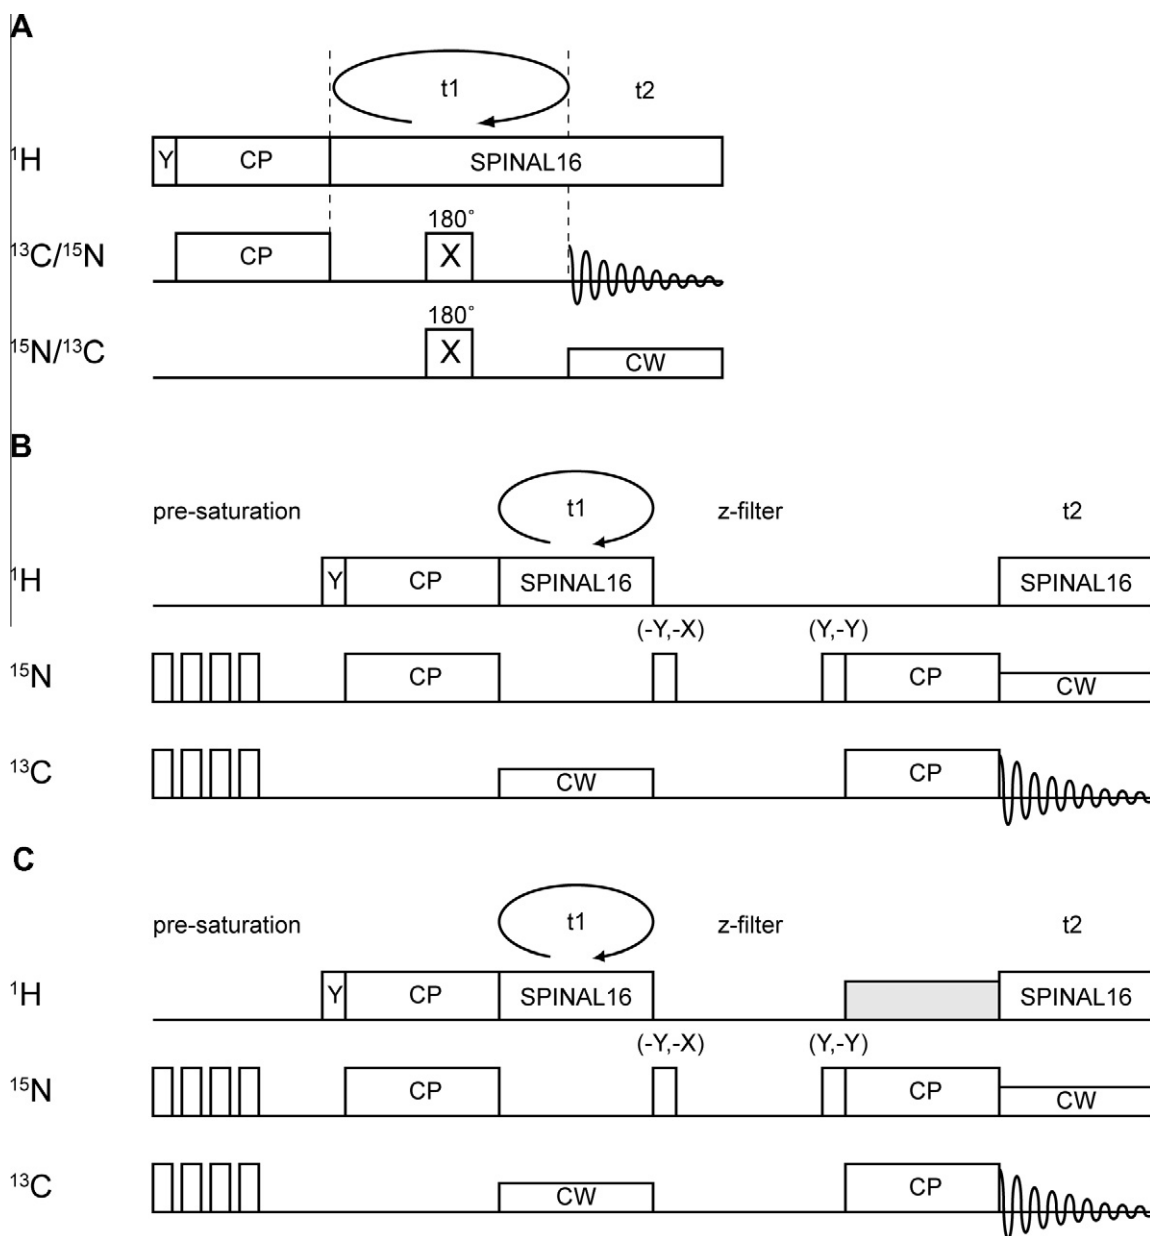 A
t1 t2
¹H Y CP SPINAL16
180°
¹³C/¹⁵N CP X
180°
¹⁵N/¹³C X CW
B
pre-saturation t1 z-filter t2
¹H Y CP SPINAL16 SPINAL16
(-Y,-X) (Y,-Y)
¹⁵N CP CP CW
¹³C CW CP
C
pre-saturation t1 z-filter t2
¹H Y CP SPINAL16 SPINAL16
(-Y,-X) (Y,-Y)
¹⁵N CP CP CW
¹³C CW CP